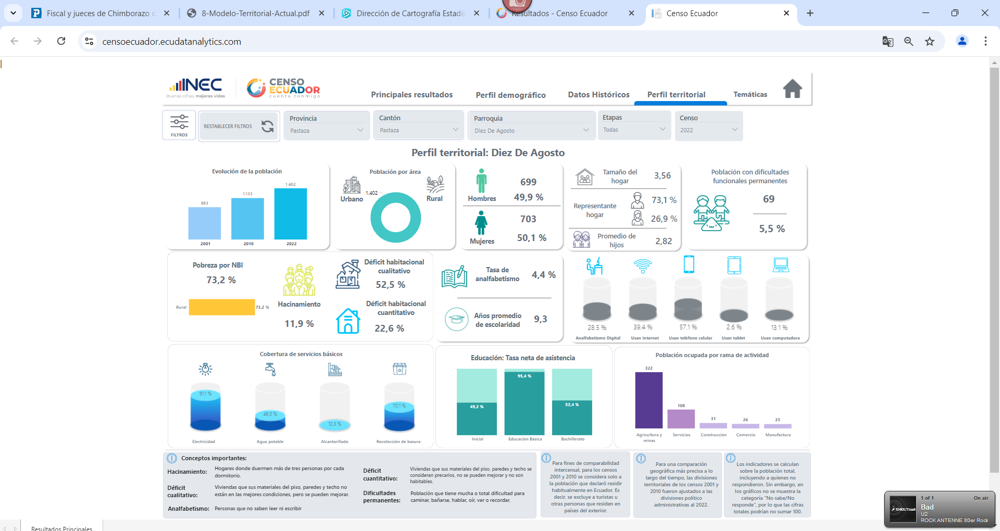 Fiscal y jueces de Chimborazo d
8-Modelo-Territorial-Actual.pdf
Dirección de Cartografía Estadís
Resultados - Censo Ecuador
Censo Ecuador
censoecuador.ecudatanalytics.com
INEC
Buenas cifras, mejores vidas
CENSO
ECUADOR
cuenta conmigo
Principales resultados
Perfil demográfico
Datos Históricos
Perfil territorial
Temáticas
FILTROS
RESTABLECER FILTROS
Provincia
Pastaza
Cantón
Pastaza
Parroquia
Diez De Agosto
Etapas
Todas
Censo
2022
Perfil territorial: Diez De Agosto
Evolución de la población
883
1.133
1.402
2001
2010
2022
Población por área
Urbano
1.402
Rural
Hombres
699
49,9 %
Mujeres
703
50,1 %
Tamaño del
hogar
3,56
Representante
hogar
73,1 %
26,9 %
Promedio de
hijos
2,82
Población con dificultades
funcionales permanentes
69
5,5 %
Pobreza por NBI
73,2 %
Rural
73,2 %
Hacinamiento
11,9 %
Déficit habitacional
cualitativo
52,5 %
Déficit habitacional
cuantitativo
22,6 %
Tasa de
analfabetismo
4,4 %
Años promedio
de escolaridad
9,3
28.5 %
39.4 %
57.1 %
2.6 %
13.1 %
Analfabetismo Digital
Usan Internet
Usan teléfono celular
Usan tablet
Usan computadora
Cobertura de servicios básicos
91.1 %
48.0 %
12.3 %
70.1 %
Electricidad
Agua potable
Alcantarillado
Recolección de basura
Educación: Tasa neta de asistencia
49,2 %
95,4 %
52,4 %
Inicial
Educación Básica
Bachillerato
Población ocupada por rama de actividad
322
108
31
26
25
Agricultura y
minas
Servicios
Construcción
Comercio
Manufactura
Conceptos importantes:
Hacinamiento:
Hogares donde duermen más de tres personas por cada
dormitorio.
Déficit
cualitativo:
Viviendas que sus materiales del piso, paredes y techo no
están en las mejores condiciones, pero se pueden mejorar.
Analfabetismo:
Personas que no saben leer ni escribir
Déficit
cuantitativo:
Viviendas que sus materiales del piso, paredes y techo se
consideran precarios, no se pueden mejorar y no son
habitables.
Dificultades
permanentes:
Población que tiene mucha o total dificultad para
caminar, bañarse, hablar, oír, ver o recordar.
Para fines de comparabilidad
intercensal, para los censos
2001 y 2010 se considera solo a
la población que declaró residir
habitualmente en Ecuador. Es
decir, se excluye a turistas u
otras personas que residen en
países del exterior.
Para una comparación
geográfica más precisa a lo
largo del tiempo, las divisiones
territoriales de los censos 2001 y
2010 fueron ajustados a las
divisiones político
administrativas al 2022.
Los indicadores se calculan
sobre la población total,
incluyendo a quienes no
respondieron. Sin embargo, en
los gráficos no se muestra la
categoría "No sabe/No
responde", por lo que las cifras
totales podrían no sumar 100.
Resultados Principales
SHOUTcast
1 of 1
On air
Bad
U2
ROCK ANTENNE 80er Rock